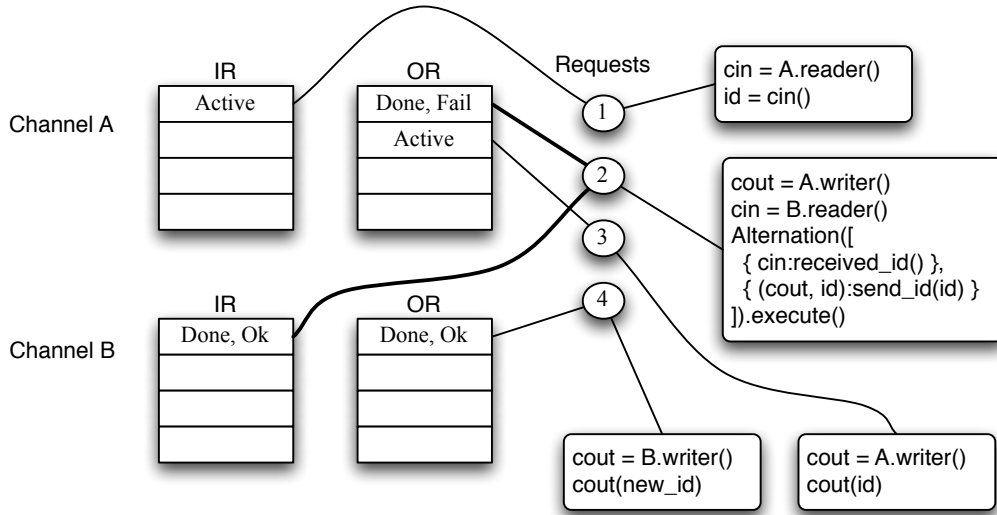 IR
OR
Requests
Channel A
Active
Done, Fail
Active
1
cin = A.reader()
id = cin()
2
cout = A.writer()
cin = B.reader()
Alternation([
{ cin:received_id() },
{ (cout, id):send_id(id) }
]).execute()
3
4
IR
OR
Channel B
Done, Ok
Done, Ok
cout = B.writer()
cout(new_id)
cout = A.writer()
cout(id)